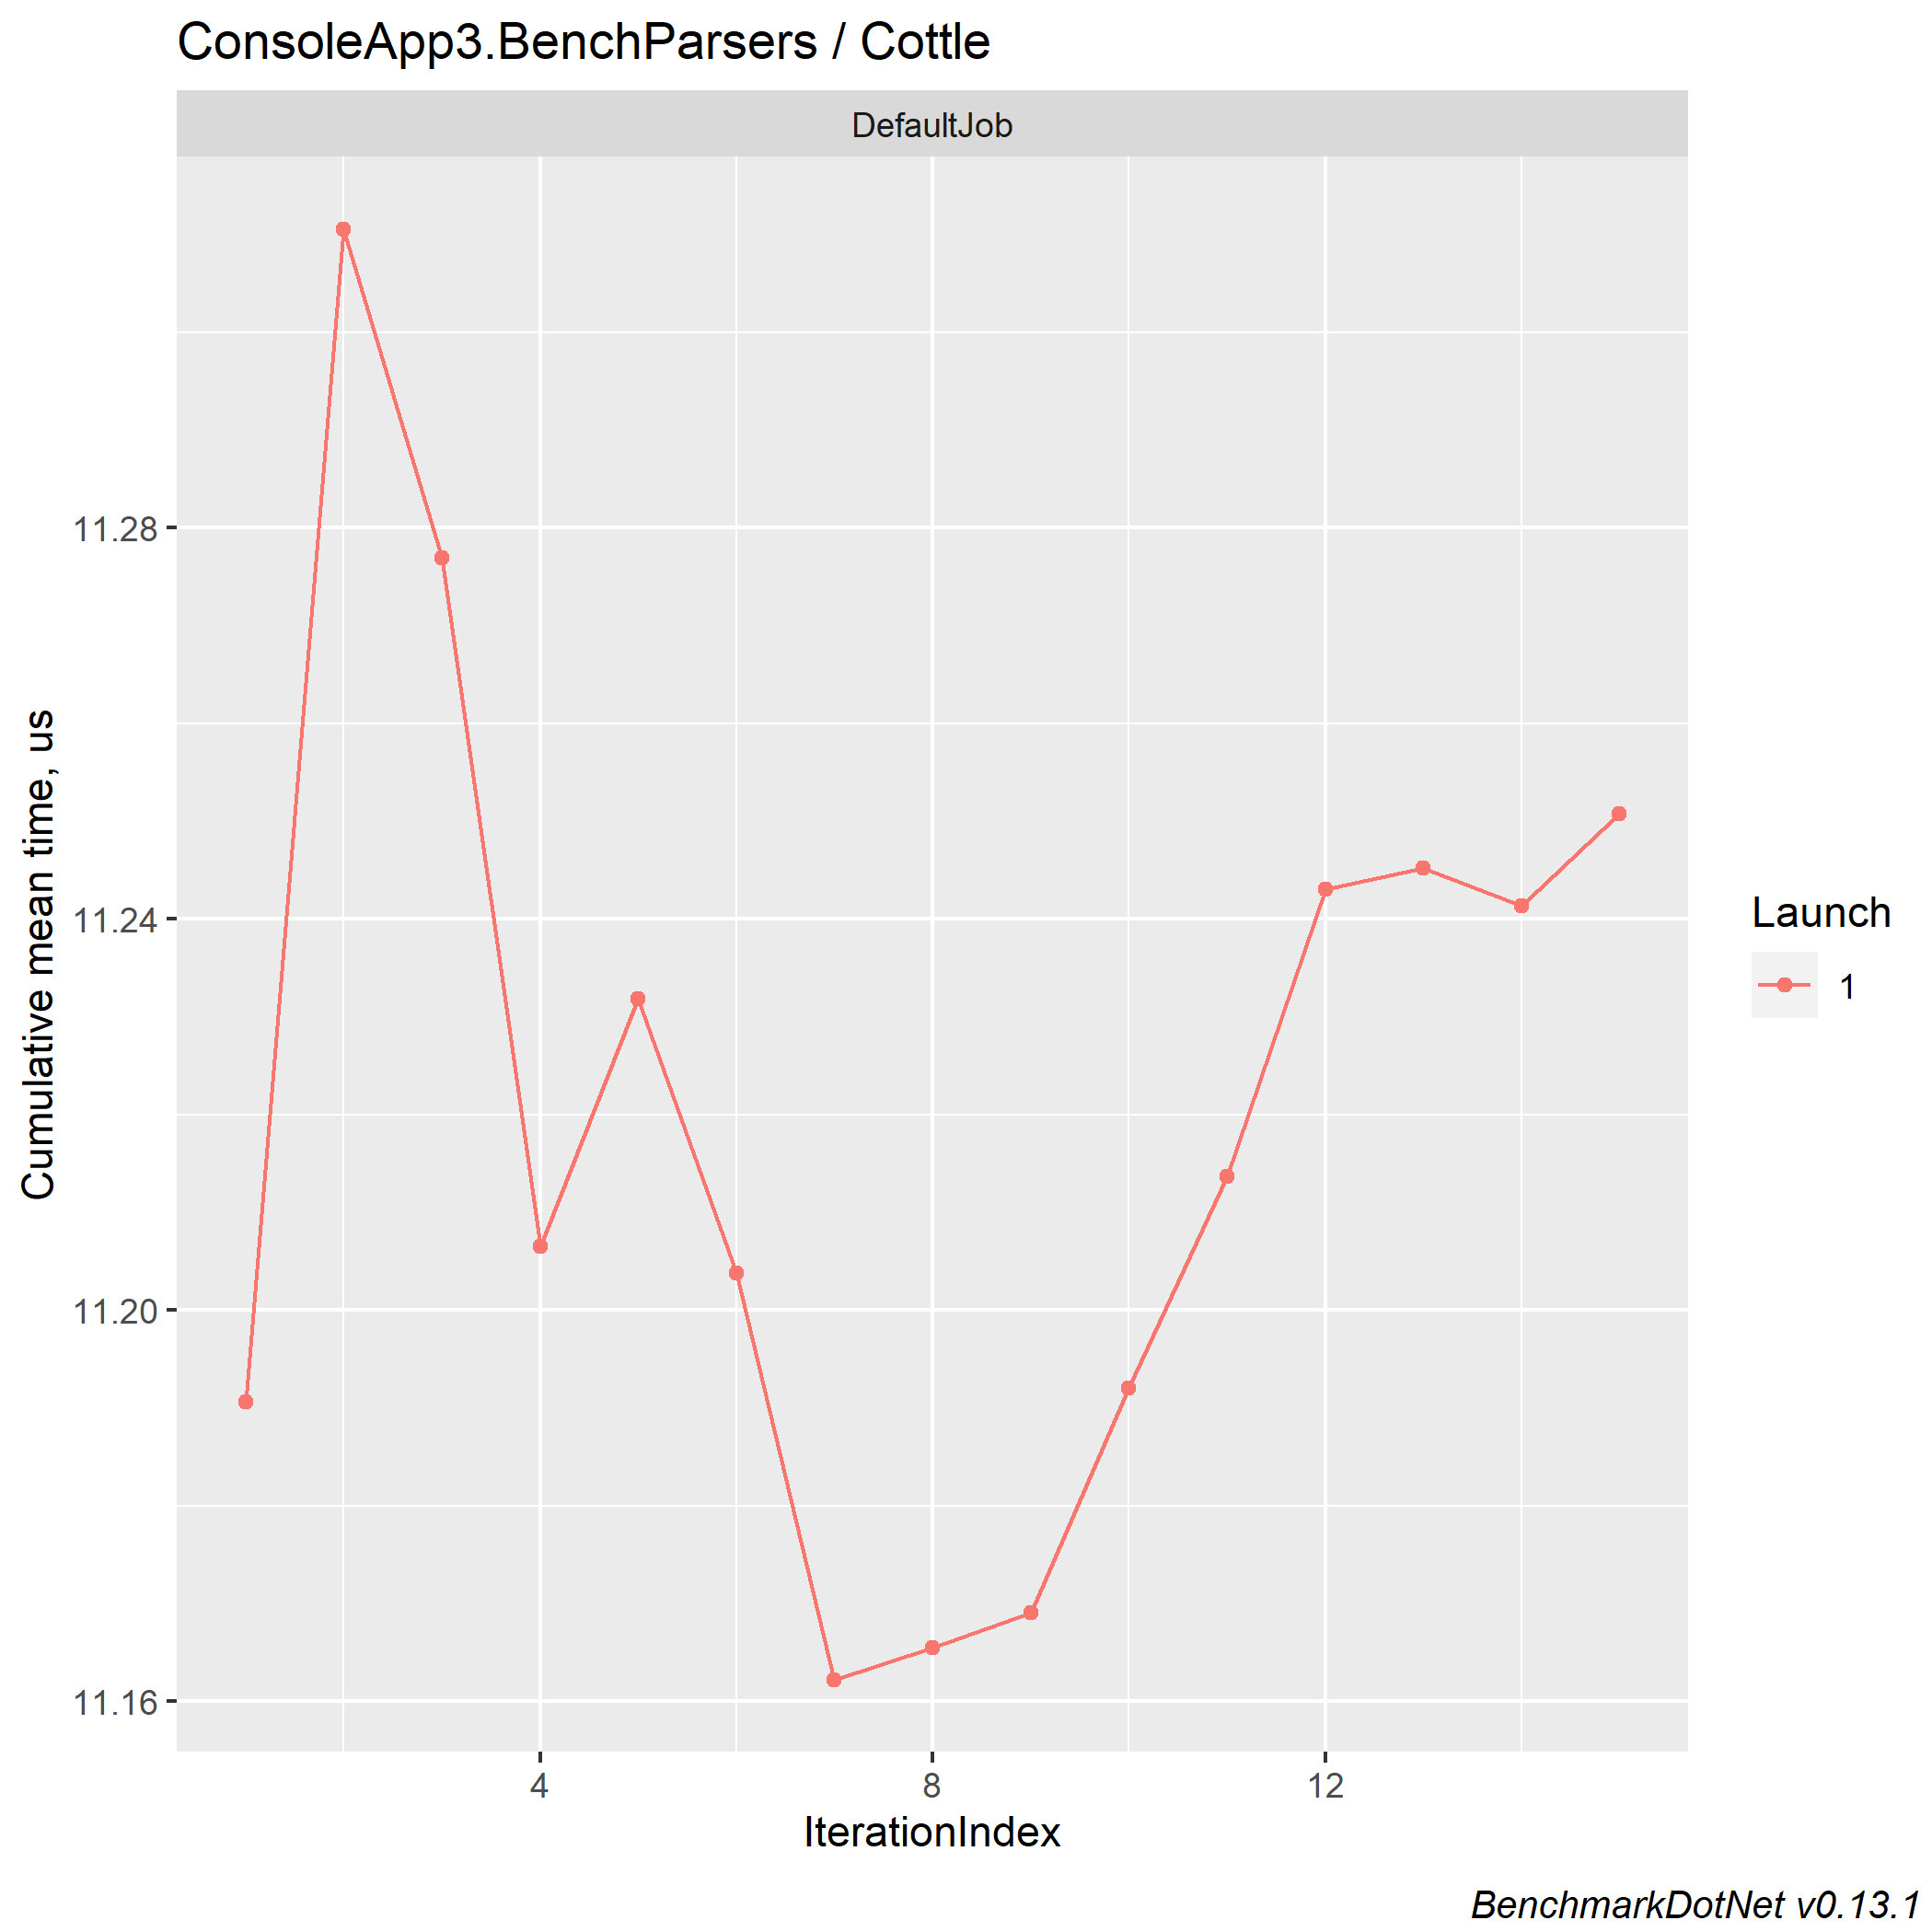 ConsoleApp3.BenchParsers / Cottle
DefaultJob
Cumulative mean time, us
11.28
11.24
11.20
11.16
4
8
12
IterationIndex
Launch
1
BenchmarkDotNet v0.13.1